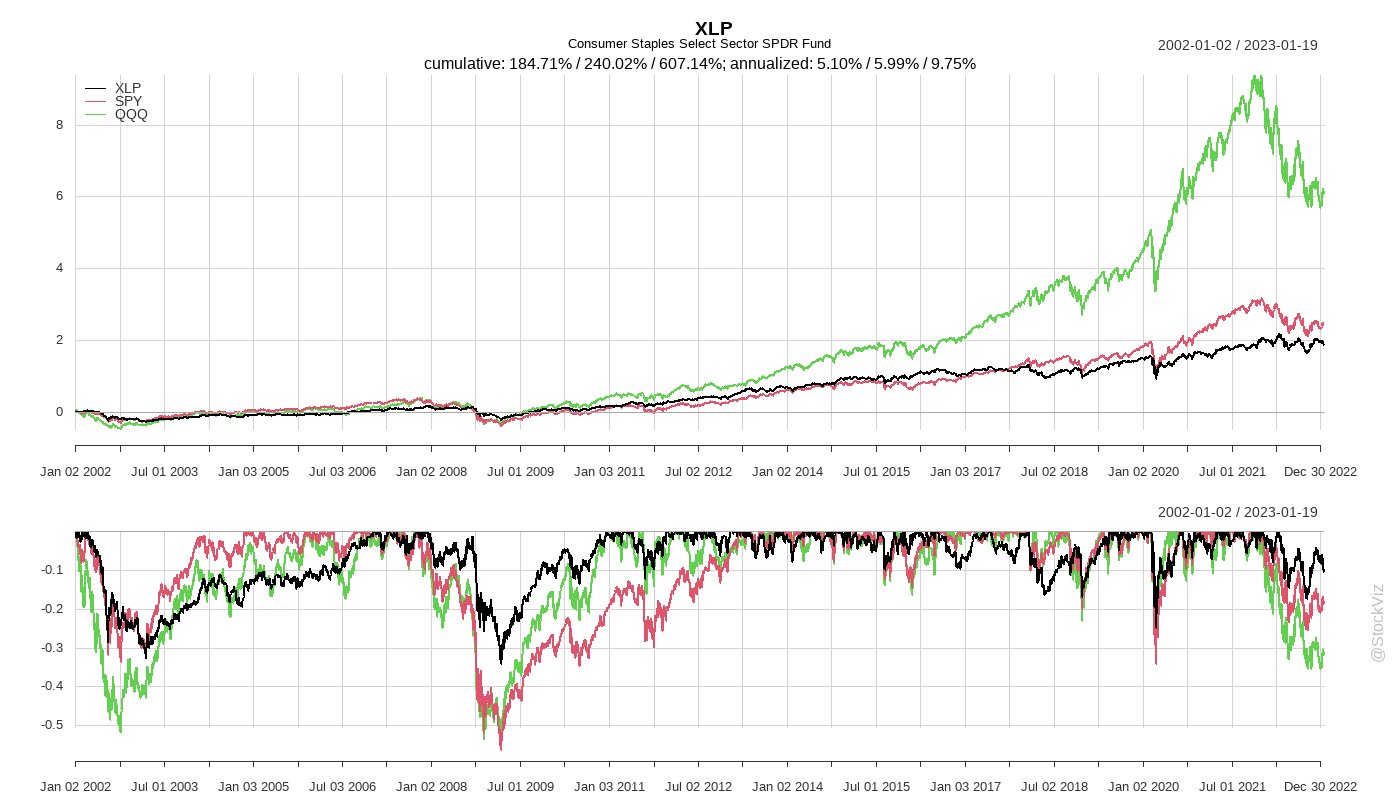 XLP
Consumer Staples Select Sector SPDR Fund
2002-01-02 / 2023-01-19
cumulative: 184.71% / 240.02% / 607.14%; annualized: 5.10% / 5.99% / 9.75%
XLP
SPY
QQQ
8
6
4
2
0
Jan 02 2002 Jul 01 2003 Jan 03 2005 Jul 03 2006 Jan 02 2008 Jul 01 2009 Jan 03 2011 Jul 02 2012 Jan 02 2014 Jul 01 2015 Jan 03 2017 Jul 02 2018 Jan 02 2020 Jul 01 2021 Dec 30 2022
2002-01-02 / 2023-01-19
-0.1
-0.2
-0.3
-0.4
-0.5
Jan 02 2002 Jul 01 2003 Jan 03 2005 Jul 03 2006 Jan 02 2008 Jul 01 2009 Jan 03 2011 Jul 02 2012 Jan 02 2014 Jul 01 2015 Jan 03 2017 Jul 02 2018 Jan 02 2020 Jul 01 2021 Dec 30 2022
@StockViz